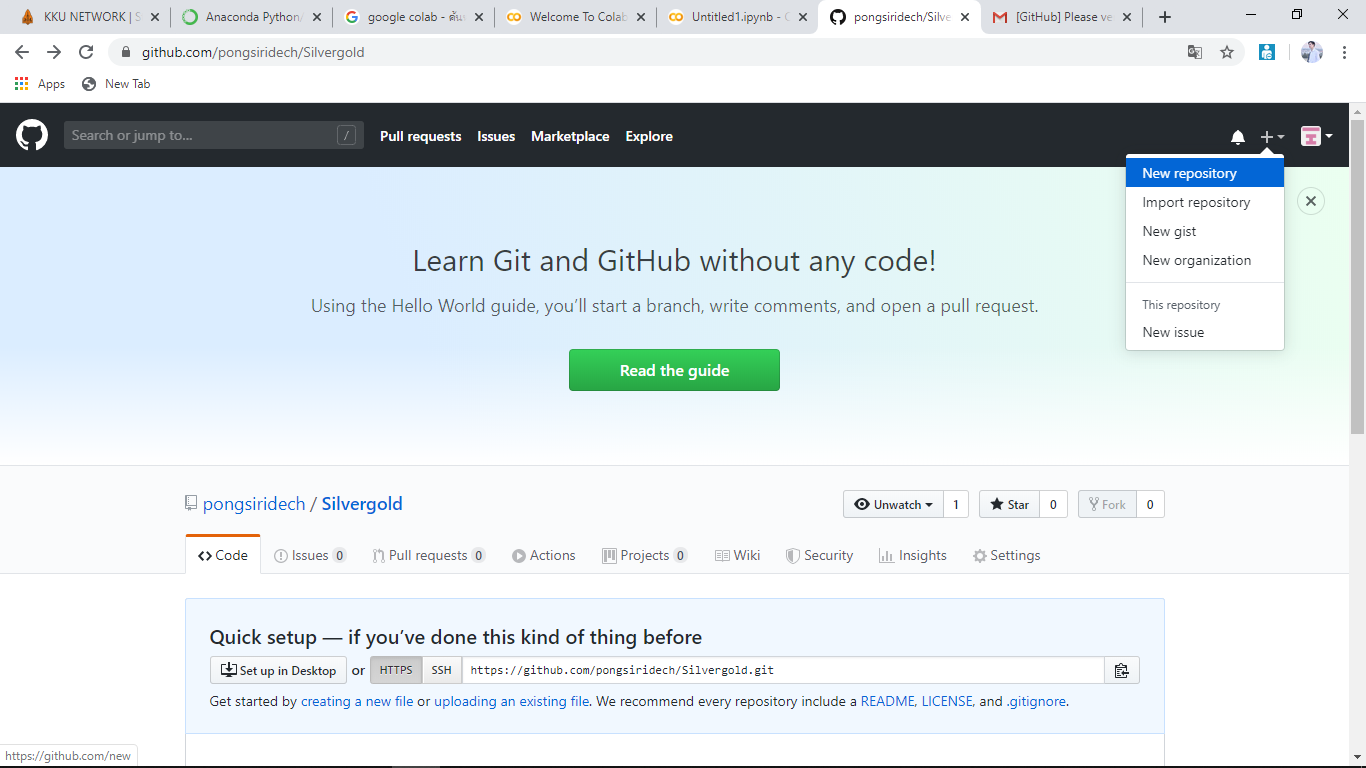 KKU NETWORK | S
Anaconda Python/
google colab - ค้นห
Welcome To Colab
Untitled1.ipynb - C
pongsiridech/Silve
[GitHub] Please ve
github.com/pongsiridech/Silvergold
Apps
New Tab
Search or jump to...
/
Pull requests
Issues
Marketplace
Explore
New repository
Import repository
New gist
New organization
This repository
New issue
Learn Git and GitHub without any code!
Using the Hello World guide, you’ll start a branch, write comments, and open a pull request.
Read the guide
pongsiridech / Silvergold
Unwatch 1
Star 0
Fork 0
Code
Issues 0
Pull requests 0
Actions
Projects 0
Wiki
Security
Insights
Settings
Quick setup — if you’ve done this kind of thing before
Set up in Desktop or HTTPS SSH https://github.com/pongsiridech/Silvergold.git
Get started by creating a new file or uploading an existing file. We recommend every repository include a README, LICENSE, and .gitignore.
https://github.com/new